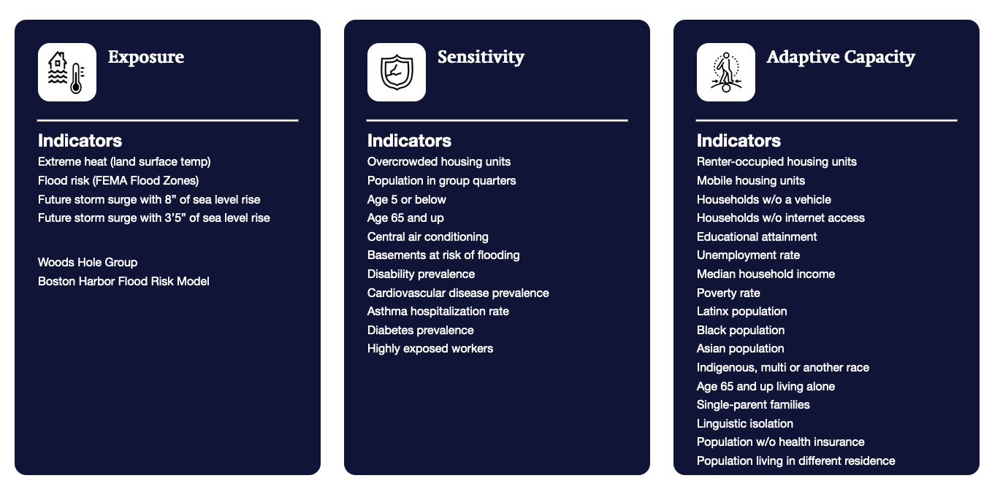 Exposure
Indicators
Extreme heat (land surface temp)
Flood risk (FEMA Flood Zones)
Future storm surge with 8” of sea level rise
Future storm surge with 3’5” of sea level rise
Woods Hole Group
Boston Harbor Flood Risk Model
Sensitivity
Indicators
Overcrowded housing units
Population in group quarters
Age 5 or below
Age 65 and up
Central air conditioning
Basements at risk of flooding
Disability prevalence
Cardiovascular disease prevalence
Asthma hospitalization rate
Diabetes prevalence
Highly exposed workers
Adaptive Capacity
Indicators
Renter-occupied housing units
Mobile housing units
Households w/o a vehicle
Households w/o internet access
Educational attainment
Unemployment rate
Median household income
Poverty rate
Latinx population
Black population
Asian population
Indigenous, multi or another race
Age 65 and up living alone
Single-parent families
Linguistic isolation
Population w/o health insurance
Population living in different residence